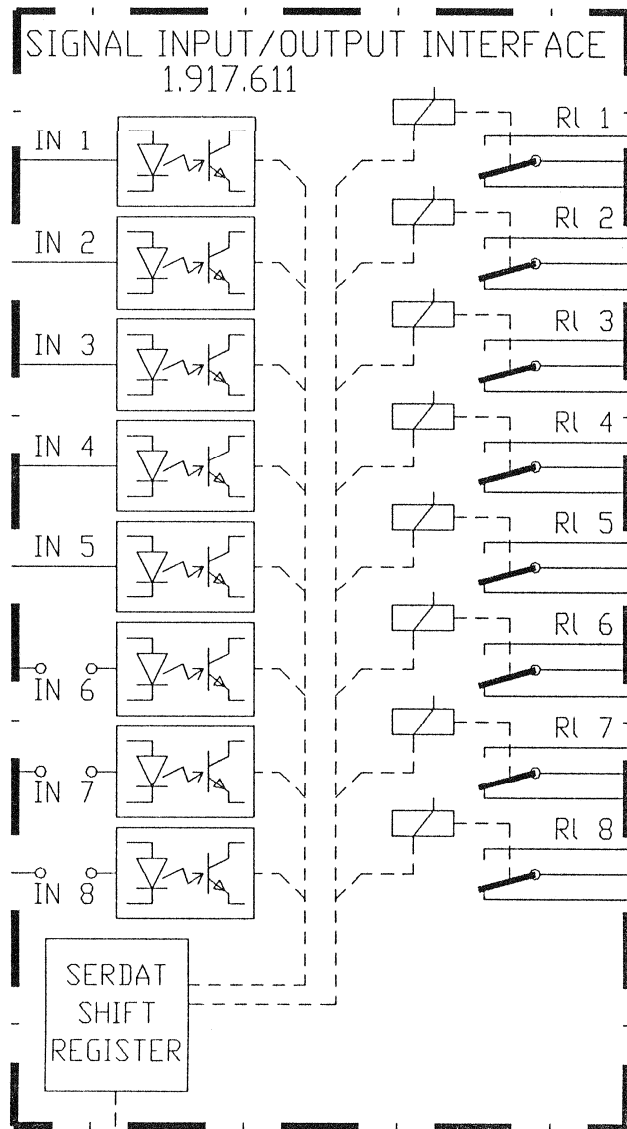 SIGNAL INPUT/OUTPUT INTERFACE
1.917.611
IN 1
Rl 1
IN 2
Rl 2
IN 3
Rl 3
IN 4
Rl 4
IN 5
Rl 5
IN 6
Rl 6
IN 7
Rl 7
IN 8
Rl 8
SERDAT
SHIFT
REGISTER